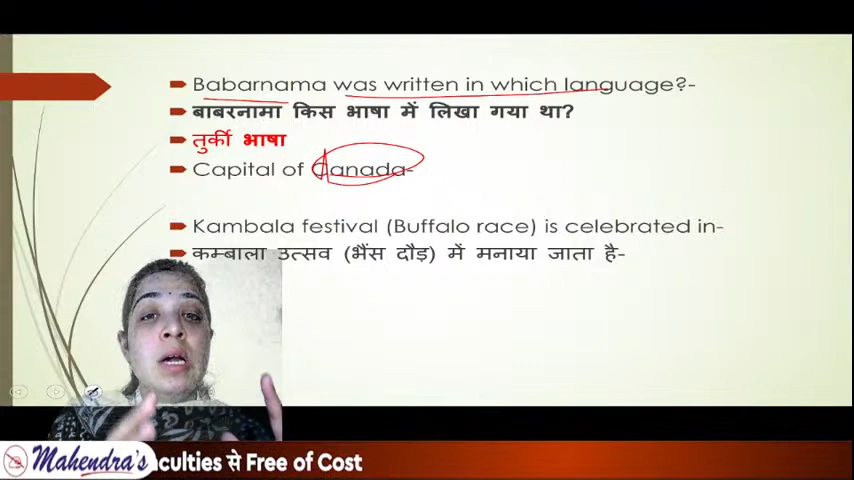 Babarnama was written in which language?-
बाबरनामा किस भाषा में लिखा गया था?
तुर्की भाषा
Capital of Canada-
Kambala festival (Buffalo race) is celebrated in-
कम्बाला उत्सव (भैंस दौड़) में मनाया जाता है-
Mahendra's
से Free of Cost